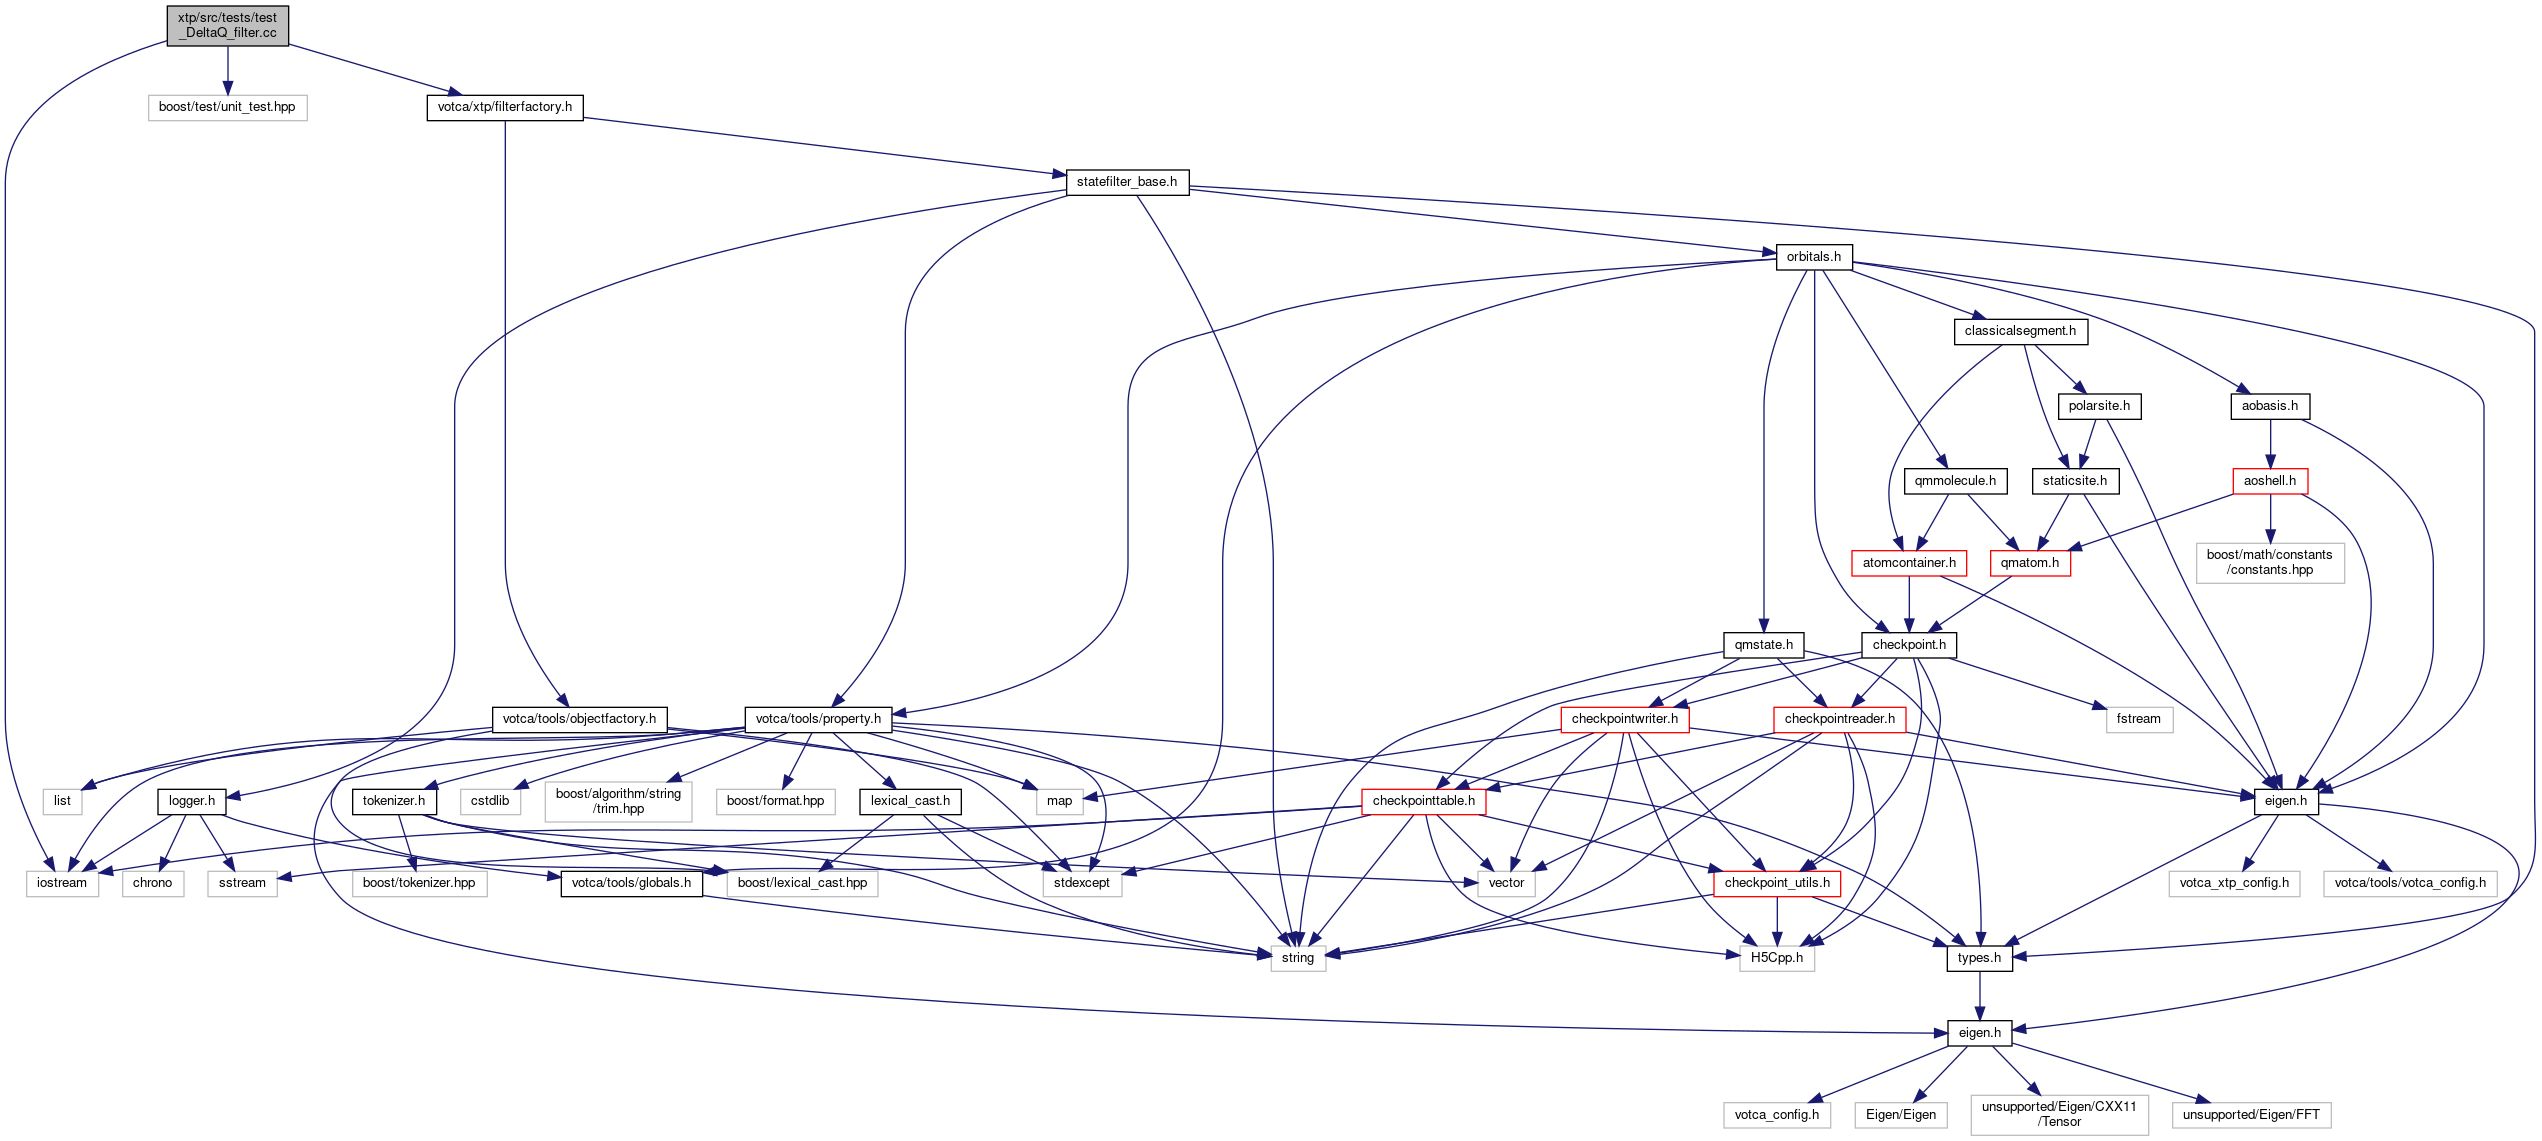 xtp/src/tests/test
_DeltaQ_filter.cc
boost/test/unit_test.hpp
votca/xtp/filterfactory.h
statefilter_base.h
orbitals.h
classicalsegment.h
polarsite.h
aobasis.h
qmmolecule.h
staticsite.h
aoshell.h
atomcontainer.h
qmatom.h
boost/math/constants
/constants.hpp
qmstate.h
checkpoint.h
votca/tools/objectfactory.h
votca/tools/property.h
checkpointwriter.h
checkpointreader.h
fstream
list
logger.h
tokenizer.h
cstdlib
boost/algorithm/string
/trim.hpp
boost/format.hpp
lexical_cast.h
map
checkpointtable.h
eigen.h
iostream
chrono
sstream
boost/tokenizer.hpp
votca/tools/globals.h
boost/lexical_cast.hpp
stdexcept
vector
checkpoint_utils.h
votca_xtp_config.h
votca/tools/votca_config.h
string
H5Cpp.h
types.h
eigen.h
votca_config.h
Eigen/Eigen
unsupported/Eigen/CXX11
/Tensor
unsupported/Eigen/FFT